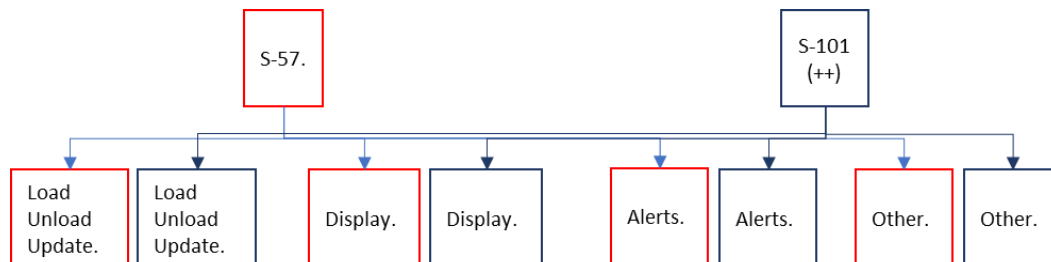 S-57.
S-101
(++)
Load
Unload
Update.
Load
Unload
Update.
Display.
Display.
Alerts.
Alerts.
Other.
Other.